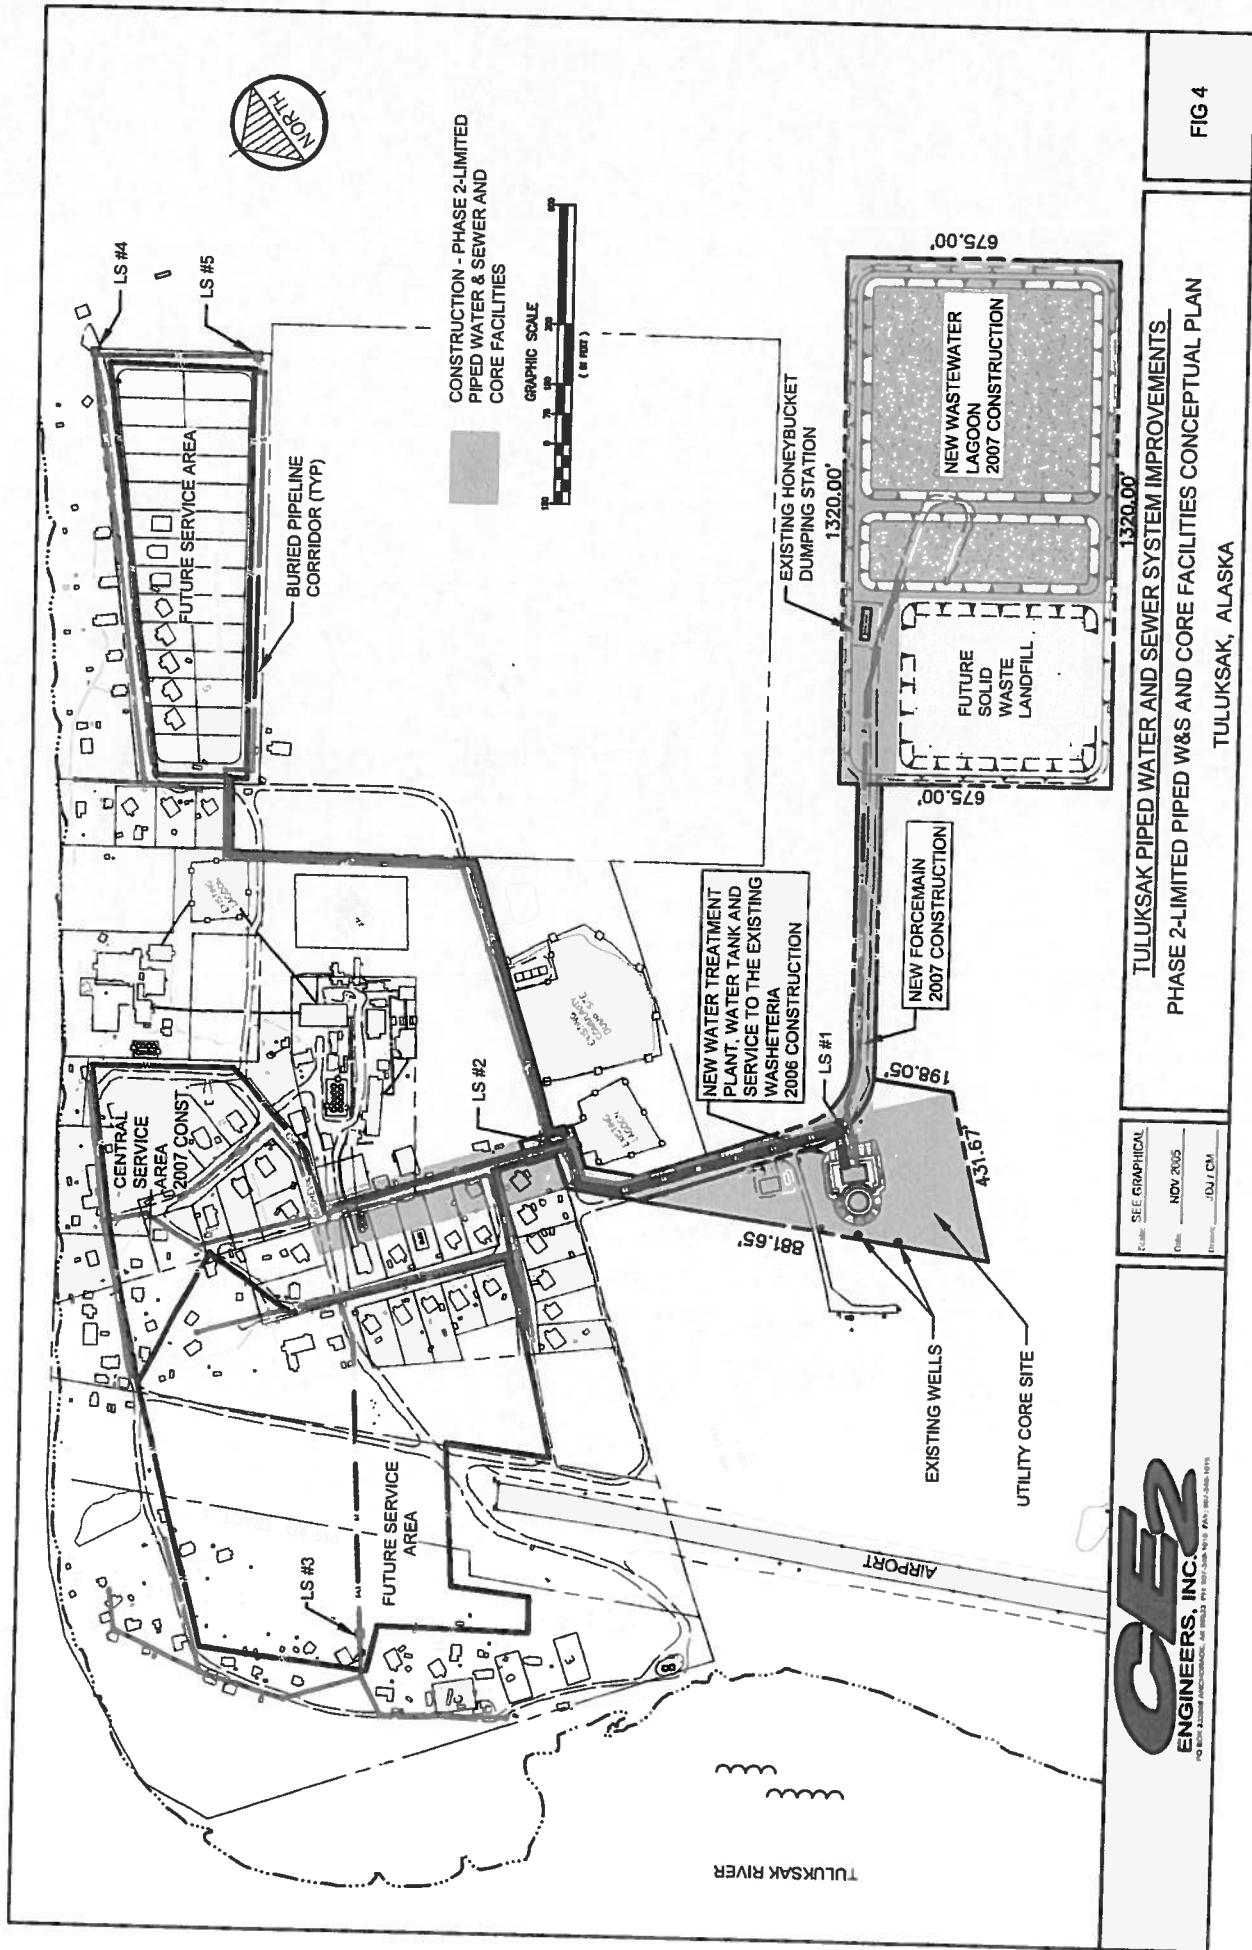 NORTH
LS #4
LS #5
CONSTRUCTION - PHASE 2-LIMITED
PIPED WATER & SEWER AND
CORE FACILITIES
GRAPHIC SCALE
FUTURE SERVICE AREA
BURIED PIPELINE
CORRIDOR (TYP)
EXISTING HONEYBUCKET
DUMPING STATION
1320.00'
675.00'
NEW WASTEWATER
LAGOON
2007 CONSTRUCTION
1320.00'
FUTURE
SOLID
WASTE
LANDFILL
675.00'
EXISTING
LAGOON
CENTRAL
SERVICE
AREA
2007 CONST
LS #2
EXISTING
LAGOON
NEW WATER TREATMENT
PLANT, WATER TANK AND
SERVICE TO THE EXISTING
WASHETERIA
2006 CONSTRUCTION
LS #1
NEW FORCEMAIN
2007 CONSTRUCTION
198.05'
431.67'
881.65'
EXISTING WELLS
UTILITY CORE SITE
LS #3
FUTURE SERVICE
AREA
AIRPORT
TULUKSAK RIVER
CE2
ENGINEERS, INC.
SEE GRAPHICAL
NOV 2005
JDJ / CM
TULUKSAK PIPED WATER AND SEWER SYSTEM IMPROVEMENTS
PHASE 2-LIMITED PIPED W&S AND CORE FACILITIES CONCEPTUAL PLAN
TULUKSAK, ALASKA
FIG 4